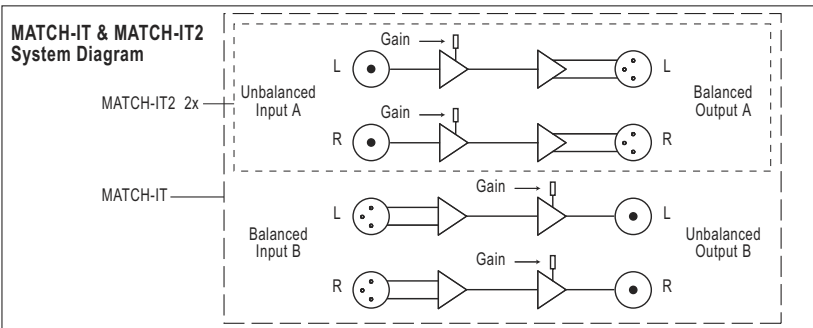 MATCH-IT & MATCH-IT2
System Diagram
Gain
L
L
Unbalanced
Input A
Balanced
Output A
MATCH-IT2 2x
Gain
R
R
MATCH-IT
Gain
L
L
Balanced
Input B
Unbalanced
Output B
Gain
R
R